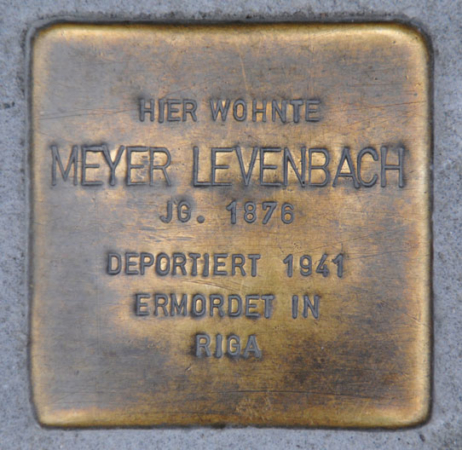 HIER WOHNTE
MEYER LEVENBACH
JG. 1876
DEPORTIERT 1941
ERMORDET IN
RIGA